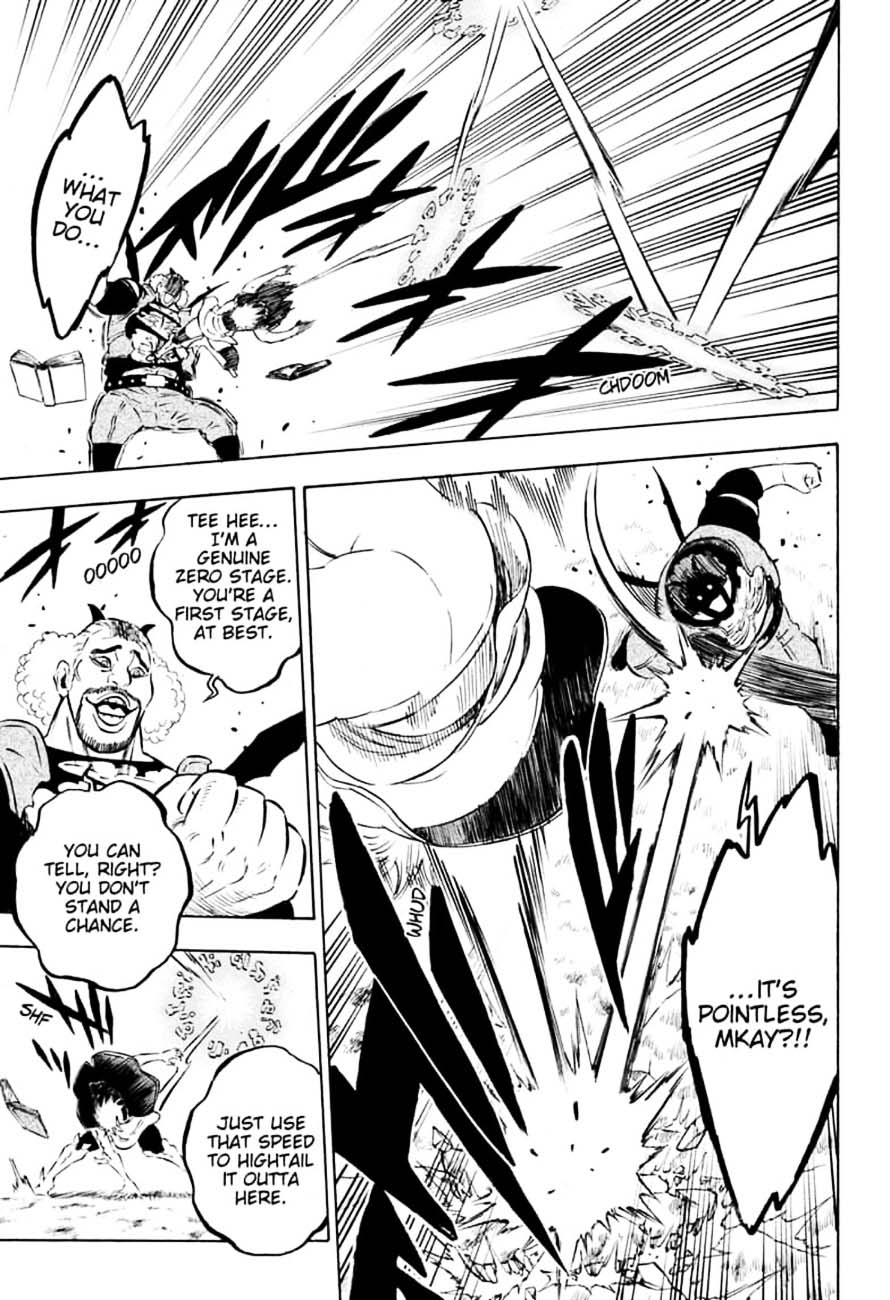 ...
WHAT
YOU
DO...
CHDOOM
...IT'S
POINTLESS,
MKAY?!!
WHUD
TEE HEE...
I'M A
GENUINE
ZERO STAGE.
YOU'RE A
FIRST STAGE,
AT BEST.
OOOOO
YOU CAN
TELL, RIGHT?
YOU DON'T
STAND A
CHANCE.
SHF
JUST USE
THAT SPEED
TO HIGHTAIL
IT OUTTA
HERE.